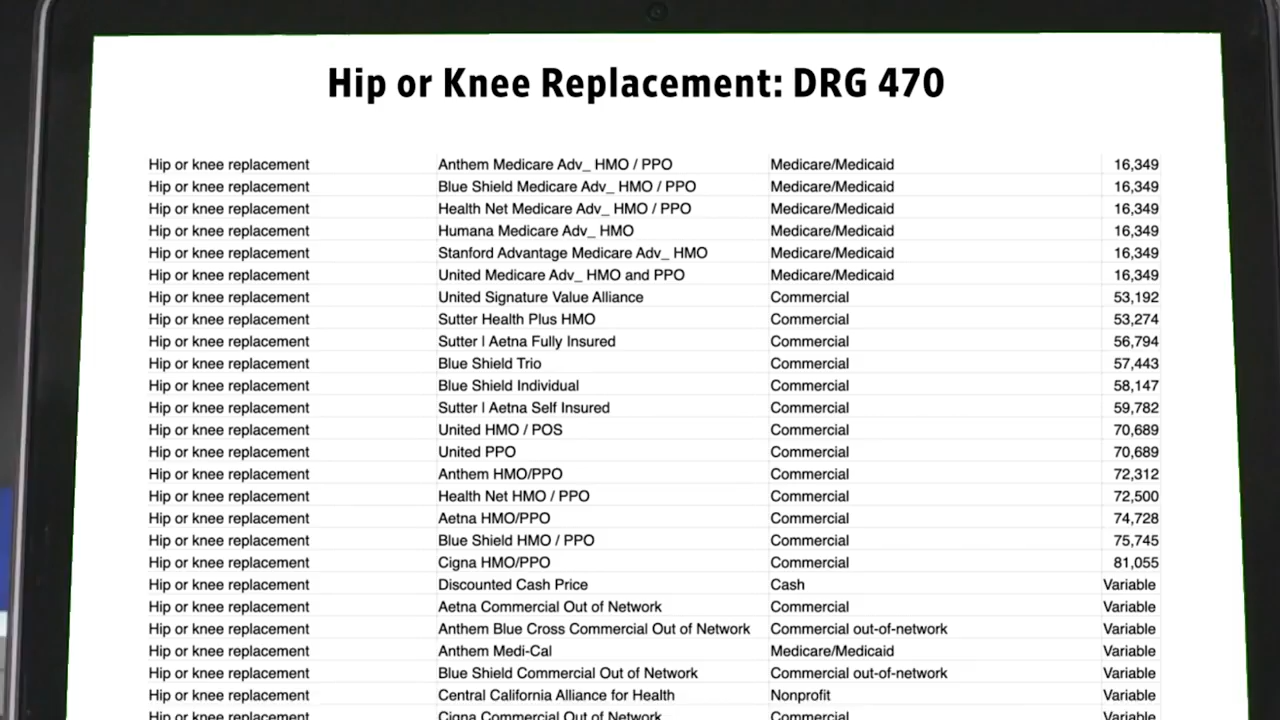 Hip or Knee Replacement: DRG 470
Hip or knee replacement Anthem Medicare Adv_ HMO / PPO Medicare/Medicaid 16,349
Hip or knee replacement Blue Shield Medicare Adv_ HMO / PPO Medicare/Medicaid 16,349
Hip or knee replacement Health Net Medicare Adv_ HMO / PPO Medicare/Medicaid 16,349
Hip or knee replacement Humana Medicare Adv_ HMO Medicare/Medicaid 16,349
Hip or knee replacement Stanford Advantage Medicare Adv_ HMO Medicare/Medicaid 16,349
Hip or knee replacement United Medicare Adv_ HMO and PPO Medicare/Medicaid 16,349
Hip or knee replacement United Signature Value Alliance Commercial 53,192
Hip or knee replacement Sutter Health Plus HMO Commercial 53,274
Hip or knee replacement Sutter | Aetna Fully Insured Commercial 56,794
Hip or knee replacement Blue Shield Trio Commercial 57,443
Hip or knee replacement Blue Shield Individual Commercial 58,147
Hip or knee replacement Sutter | Aetna Self Insured Commercial 59,782
Hip or knee replacement United HMO / POS Commercial 70,689
Hip or knee replacement United PPO Commercial 70,689
Hip or knee replacement Anthem HMO/PPO Commercial 72,312
Hip or knee replacement Health Net HMO / PPO Commercial 72,500
Hip or knee replacement Aetna HMO/PPO Commercial 74,728
Hip or knee replacement Blue Shield HMO / PPO Commercial 75,745
Hip or knee replacement Cigna HMO/PPO Commercial 81,055
Hip or knee replacement Discounted Cash Price Cash Variable
Hip or knee replacement Aetna Commercial Out of Network Commercial Variable
Hip or knee replacement Anthem Blue Cross Commercial Out of Network Commercial out-of-network Variable
Hip or knee replacement Anthem Medi-Cal Medicare/Medicaid Variable
Hip or knee replacement Blue Shield Commercial Out of Network Commercial out-of-network Variable
Hip or knee replacement Central California Alliance for Health Nonprofit Variable
Hip or knee replacement Cigna Commercial Out of Network Commercial Variable